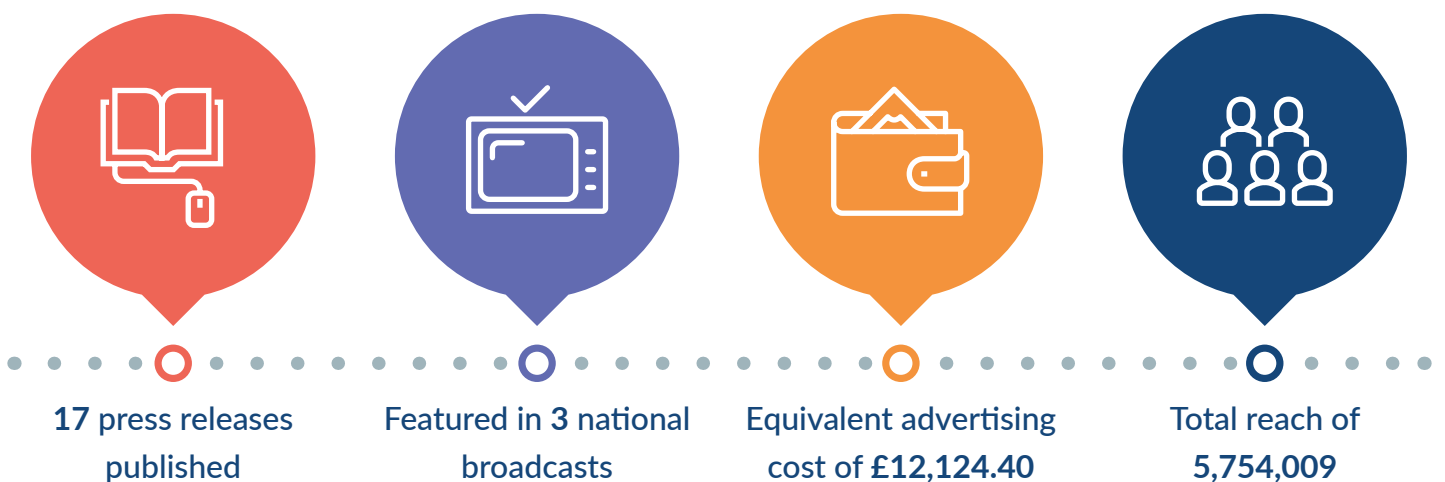 17 press releases
published
Featured in 3 national
broadcasts
Equivalent advertising
cost of £12,124.40
Total reach of
5,754,009